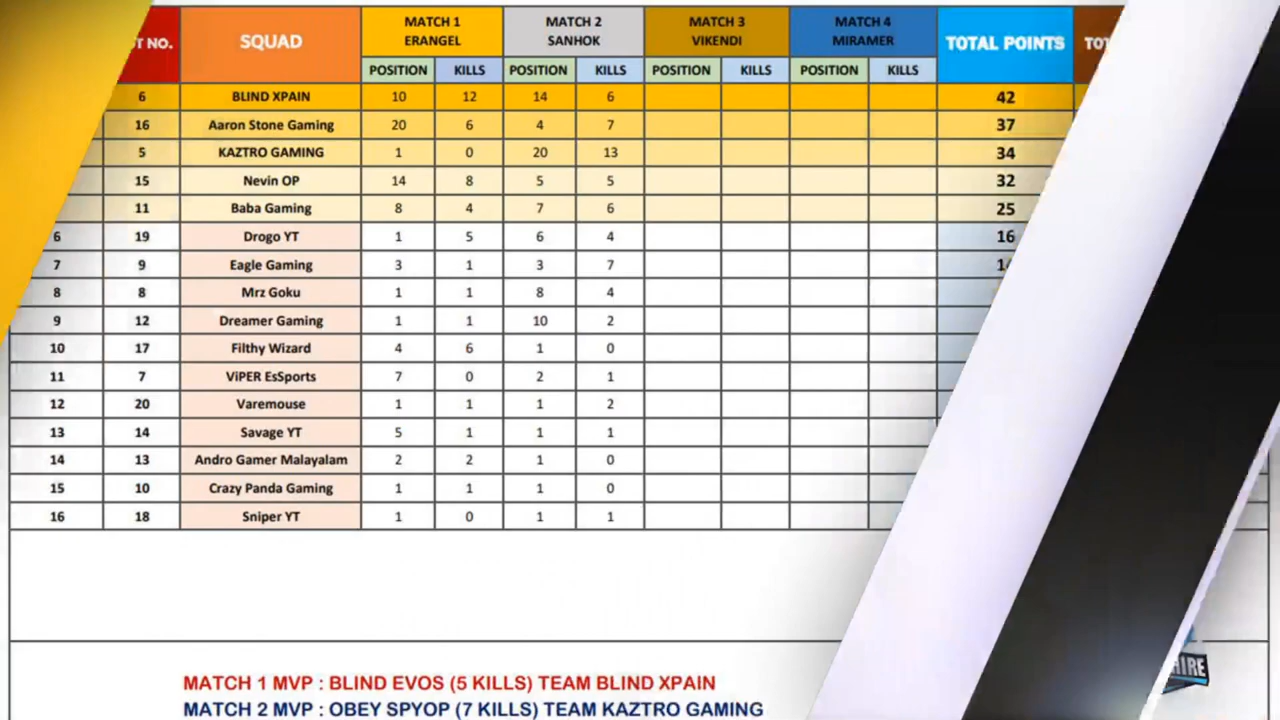 T NO. SQUAD MATCH 1 ERANGEL MATCH 2 SANHOK MATCH 3 VIKENDI MATCH 4 MIRAMER TOTAL POINTS
POSITION KILLS POSITION KILLS POSITION KILLS POSITION KILLS
6 BLIND XPAIN 10 12 14 6 42
16 Aaron Stone Gaming 20 6 4 7 37
5 KAZTRO GAMING 1 0 20 13 34
15 Nevin OP 14 8 5 5 32
11 Baba Gaming 8 4 7 6 25
6 19 Drogo YT 1 5 6 4 16
7 9 Eagle Gaming 3 1 3 7
8 8 Mrz Goku 1 1 8 4
9 12 Dreamer Gaming 1 1 10 2
10 17 Filthy Wizard 4 6 1 0
11 7 ViPER EsSports 7 0 2 1
12 20 Varemouse 1 1 1 2
13 14 Savage YT 5 1 1 1
14 13 Andro Gamer Malayalam 2 2 1 0
15 10 Crazy Panda Gaming 1 1 1 0
16 18 Sniper YT 1 0 1 1
MATCH 1 MVP : BLIND EVOS (5 KILLS) TEAM BLIND XPAIN
MATCH 2 MVP : OBEY SPYOP (7 KILLS) TEAM KAZTRO GAMING